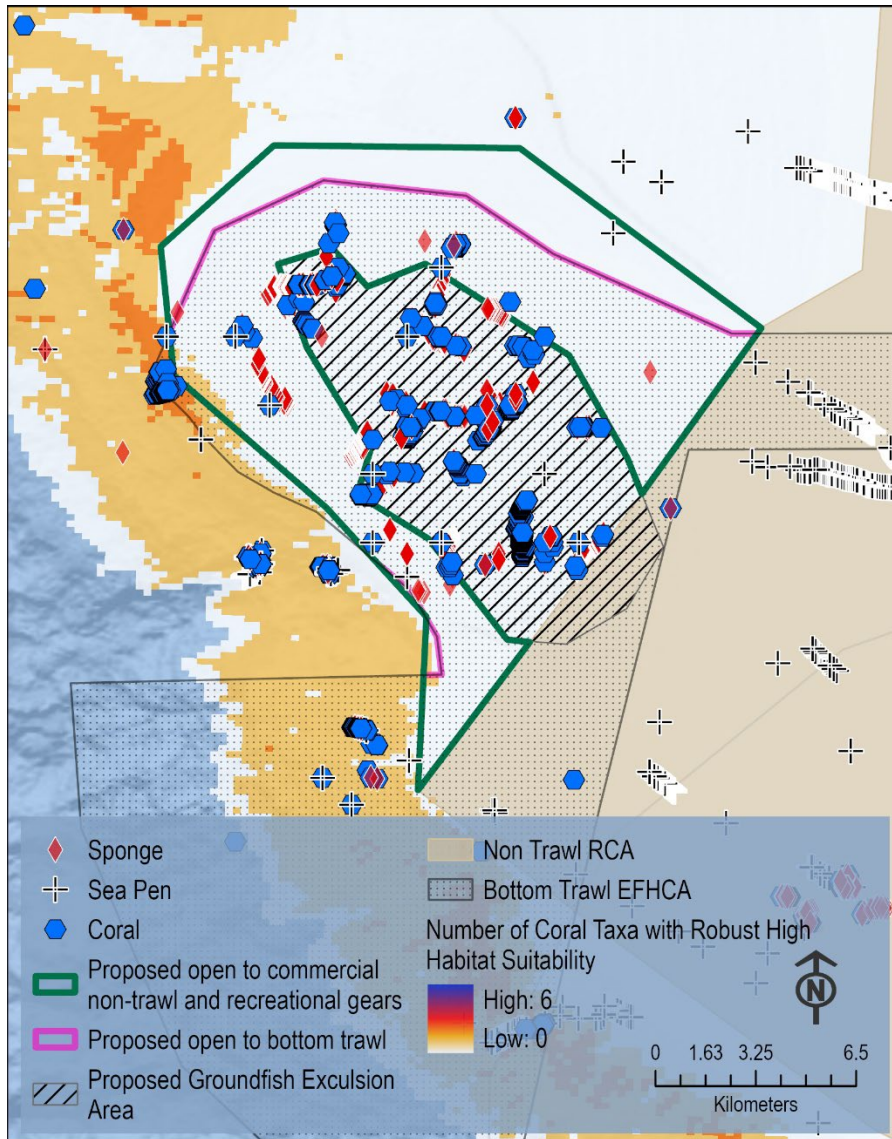 Sponge
Sea Pen
Coral
Proposed open to commercial
non-trawl and recreational gears
Proposed open to bottom trawl
Proposed Groundfish Exculsion
Area
Non Trawl RCA
Bottom Trawl EFHCA
Number of Coral Taxa with Robust High
Habitat Suitability
High: 6
Low: 0
N
0 1.63 3.25 6.5
Kilometers